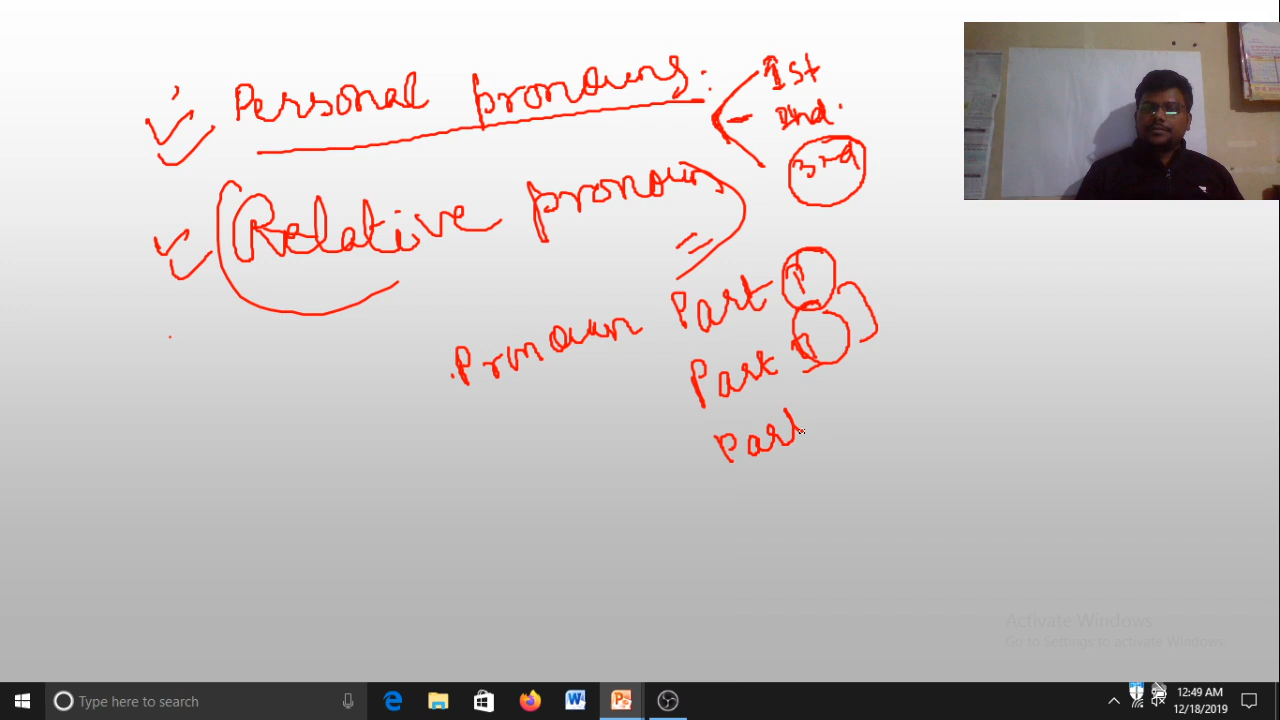 Personal pronouns.
1st
2nd.
3rd
Relative pronoun
Pronoun Part 1
Part
Part
Activate Windows
Go to Settings to activate Windows.
Type here to search
12:49 AM
12/18/2019